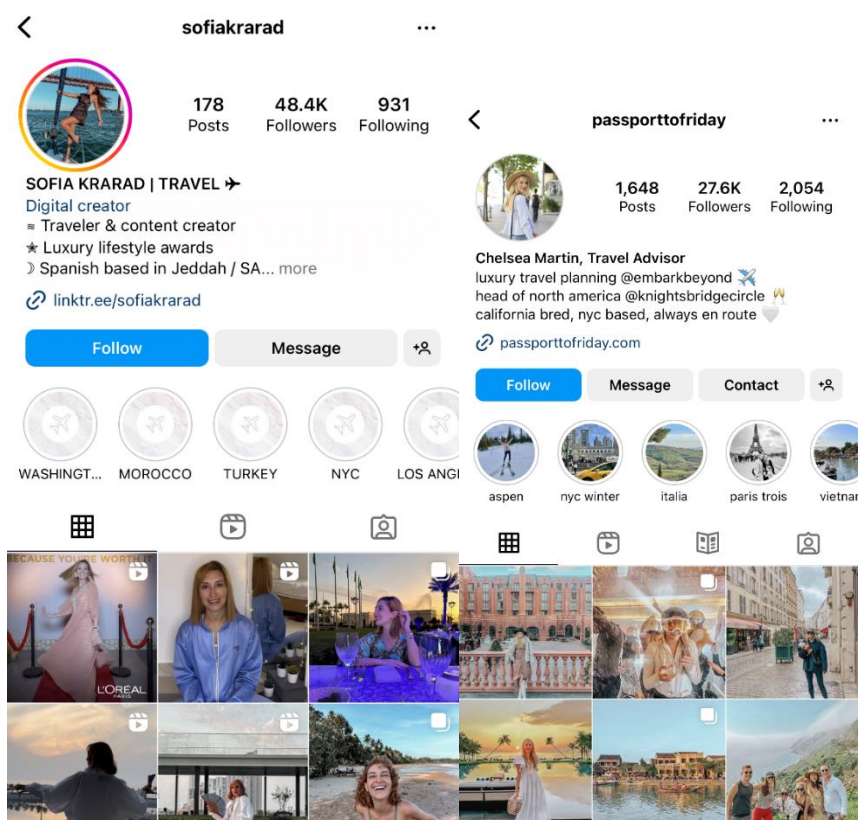 sofiakrarad
178 48.4K 931
Posts Followers Following
SOFIA KRARAD | TRAVEL ✈
Digital creator
≈ Traveler & content creator
✭ Luxury lifestyle awards
☽ Spanish based in Jeddah / SA... more
linktr.ee/sofiakrarad
Follow Message
WASHINGT... MOROCCO TURKEY NYC LOS ANGE
BECAUSE YOU'RE WORTH IT
L'ORÉAL
PARIS
passporttofriday
1,648 27.6K 2,054
Posts Followers Following
Chelsea Martin, Travel Advisor
luxury travel planning @embarkbeyond ✈️
head of north america @knightsbridgecircle 🥂
california bred, nyc based, always en route 🤍
passporttofriday.com
Follow Message Contact
aspen nyc winter italia paris trois vietnar